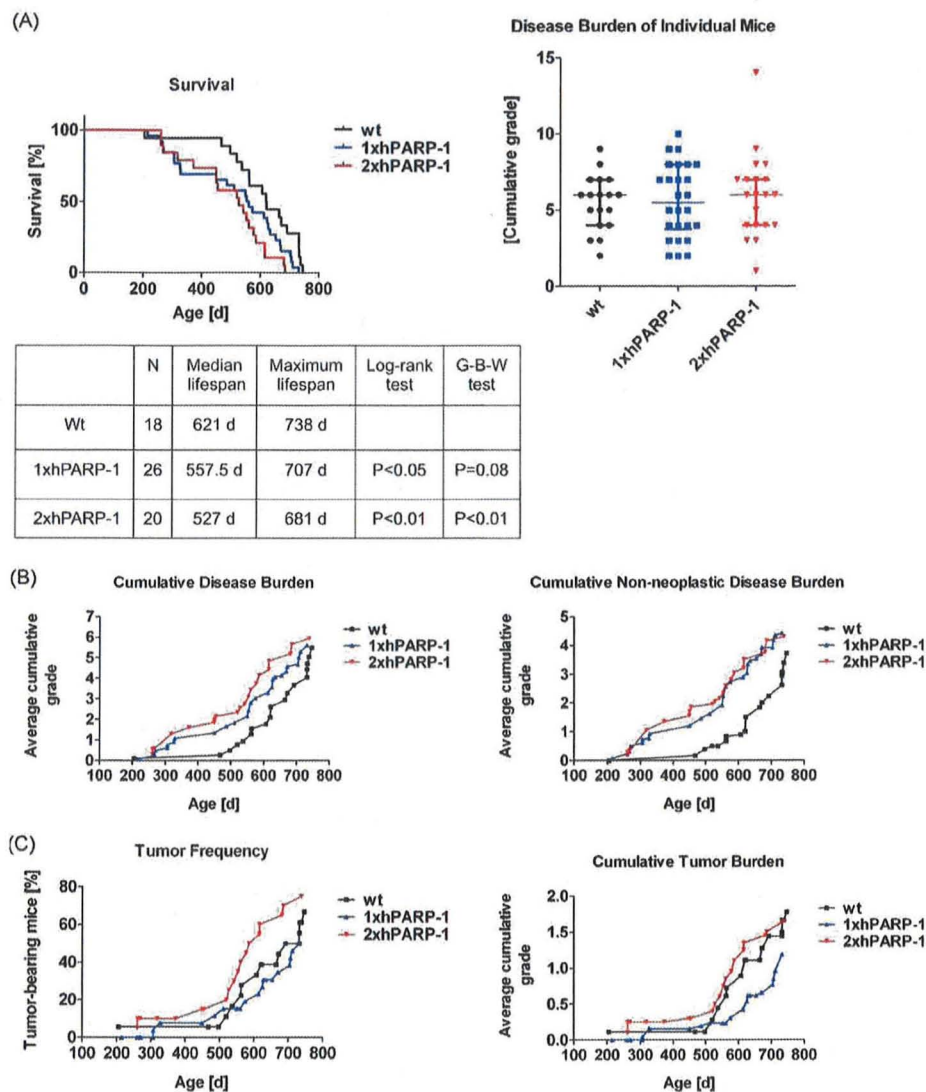 (A)
Survival
Survival [%]
100
50
0
0 200 400 600 800
Age [d]
wt
1xhPARP-1
2xhPARP-1
Disease Burden of Individual Mice
[Cumulative grade]
15
10
5
0
wt
1xhPARP-1
2xhPARP-1
N Median lifespan Maximum lifespan Log-rank test G-B-W test
Wt 18 621 d 738 d
1xhPARP-1 26 557.5 d 707 d P<0.05 P=0.08
2xhPARP-1 20 527 d 681 d P<0.01 P<0.01
(B)
Cumulative Disease Burden
Average cumulative grade
7
6
5
4
3
2
1
0
100 200 300 400 500 600 700 800
Age [d]
wt
1xhPARP-1
2xhPARP-1
Cumulative Non-neoplastic Disease Burden
Average cumulative grade
5
4
3
2
1
0
100 200 300 400 500 600 700 800
Age [d]
wt
1xhPARP-1
2xhPARP-1
(C)
Tumor Frequency
Tumor-bearing mice [%]
80
60
40
20
0
100 200 300 400 500 600 700 800
Age [d]
wt
1xhPARP-1
2xhPARP-1
Cumulative Tumor Burden
Average cumulative grade
2.0
1.5
1.0
0.5
0.0
100 200 300 400 500 600 700 800
Age [d]
wt
1xhPARP-1
2xhPARP-1